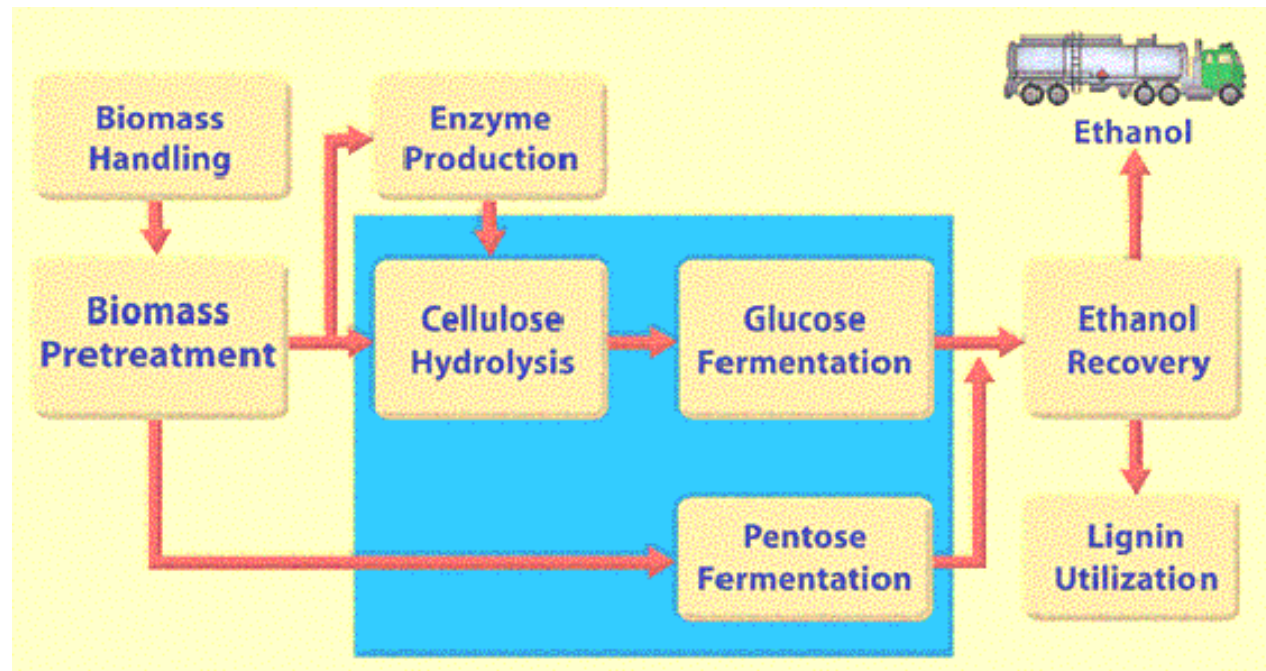 Biomass
Handling
Enzyme
Production
Ethanol
Biomass
Pretreatment
Cellulose
Hydrolysis
Glucose
Fermentation
Ethanol
Recovery
Pentose
Fermentation
Lignin
Utilization